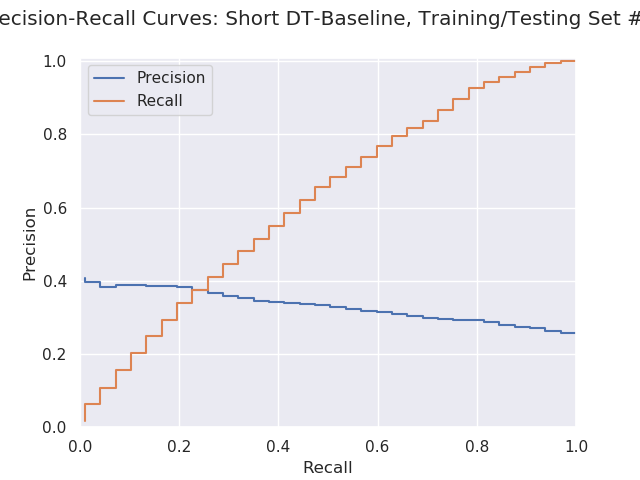 ecision-Recall Curves: Short DT-Baseline, Training/Testing Set #
Precision
Recall
1.0
0.8
0.6
0.4
0.2
0.0
Precision
0.0 0.2 0.4 0.6 0.8 1.0
Recall